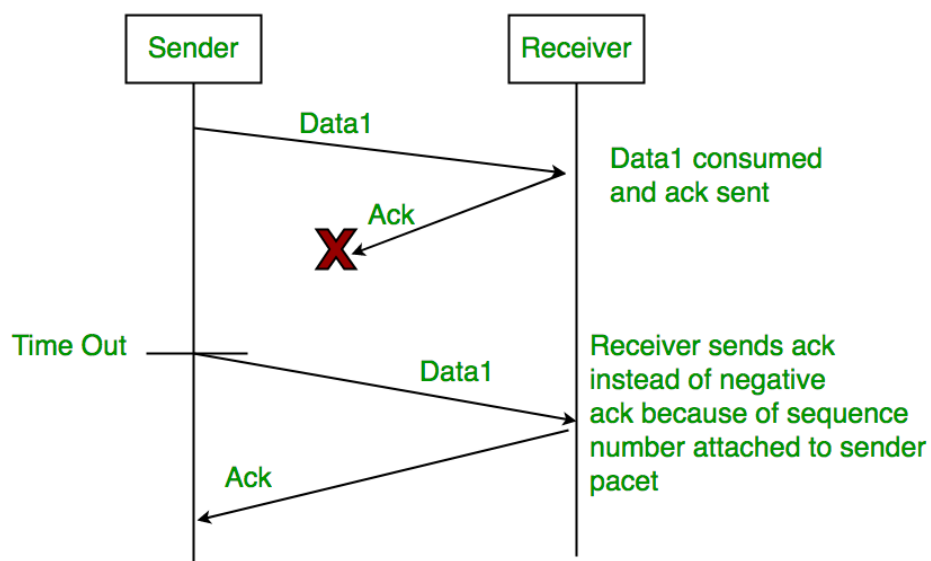 Sender
Receiver
Data1
Data1 consumed
and ack sent
Ack
X
Time Out
Data1
Receiver sends ack
instead of negative
ack because of sequence
number attached to sender
pacet
Ack